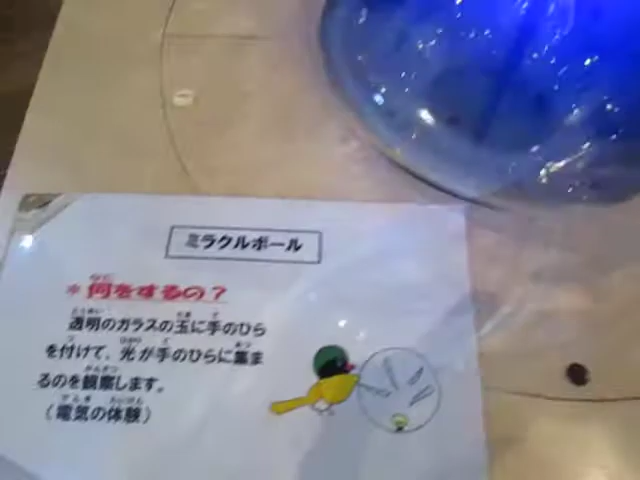 ミラクルボール
* 何をするの?
透明のガラスの玉に手のひら
を付けて、光が手のひらに集ま
るのを観察します。
(電気の体験)